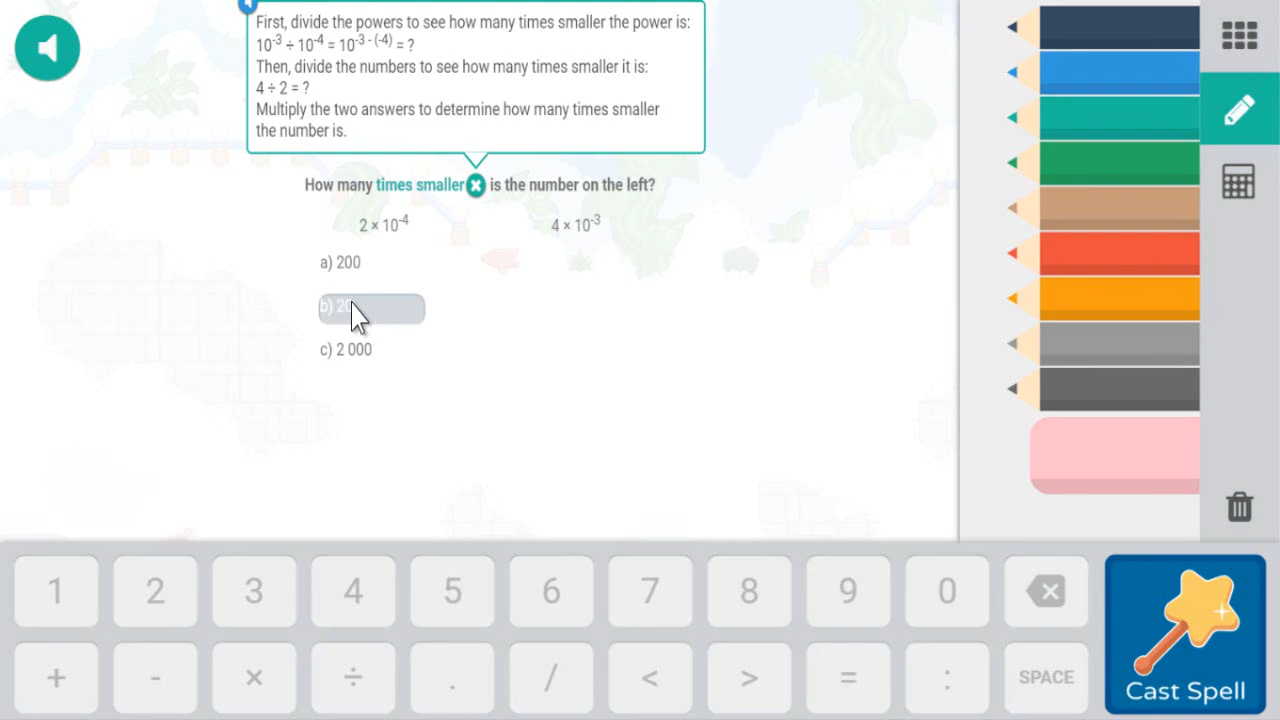 First, divide the powers to see how many times smaller the power is:
10⁻³ ÷ 10⁻⁴ = 10⁻³ ⁻ ⁽⁻⁴⁾ = ?
Then, divide the numbers to see how many times smaller it is:
4 ÷ 2 = ?
Multiply the two answers to determine how many times smaller
the number is.
How many times smaller is the number on the left?
2 × 10⁻⁴ 4 × 10⁻³
a) 200
b) 20
c) 2 000
1 2 3 4 5 6 7 8 9 0
+ - × ÷ . / < > = : SPACE
Cast Spell